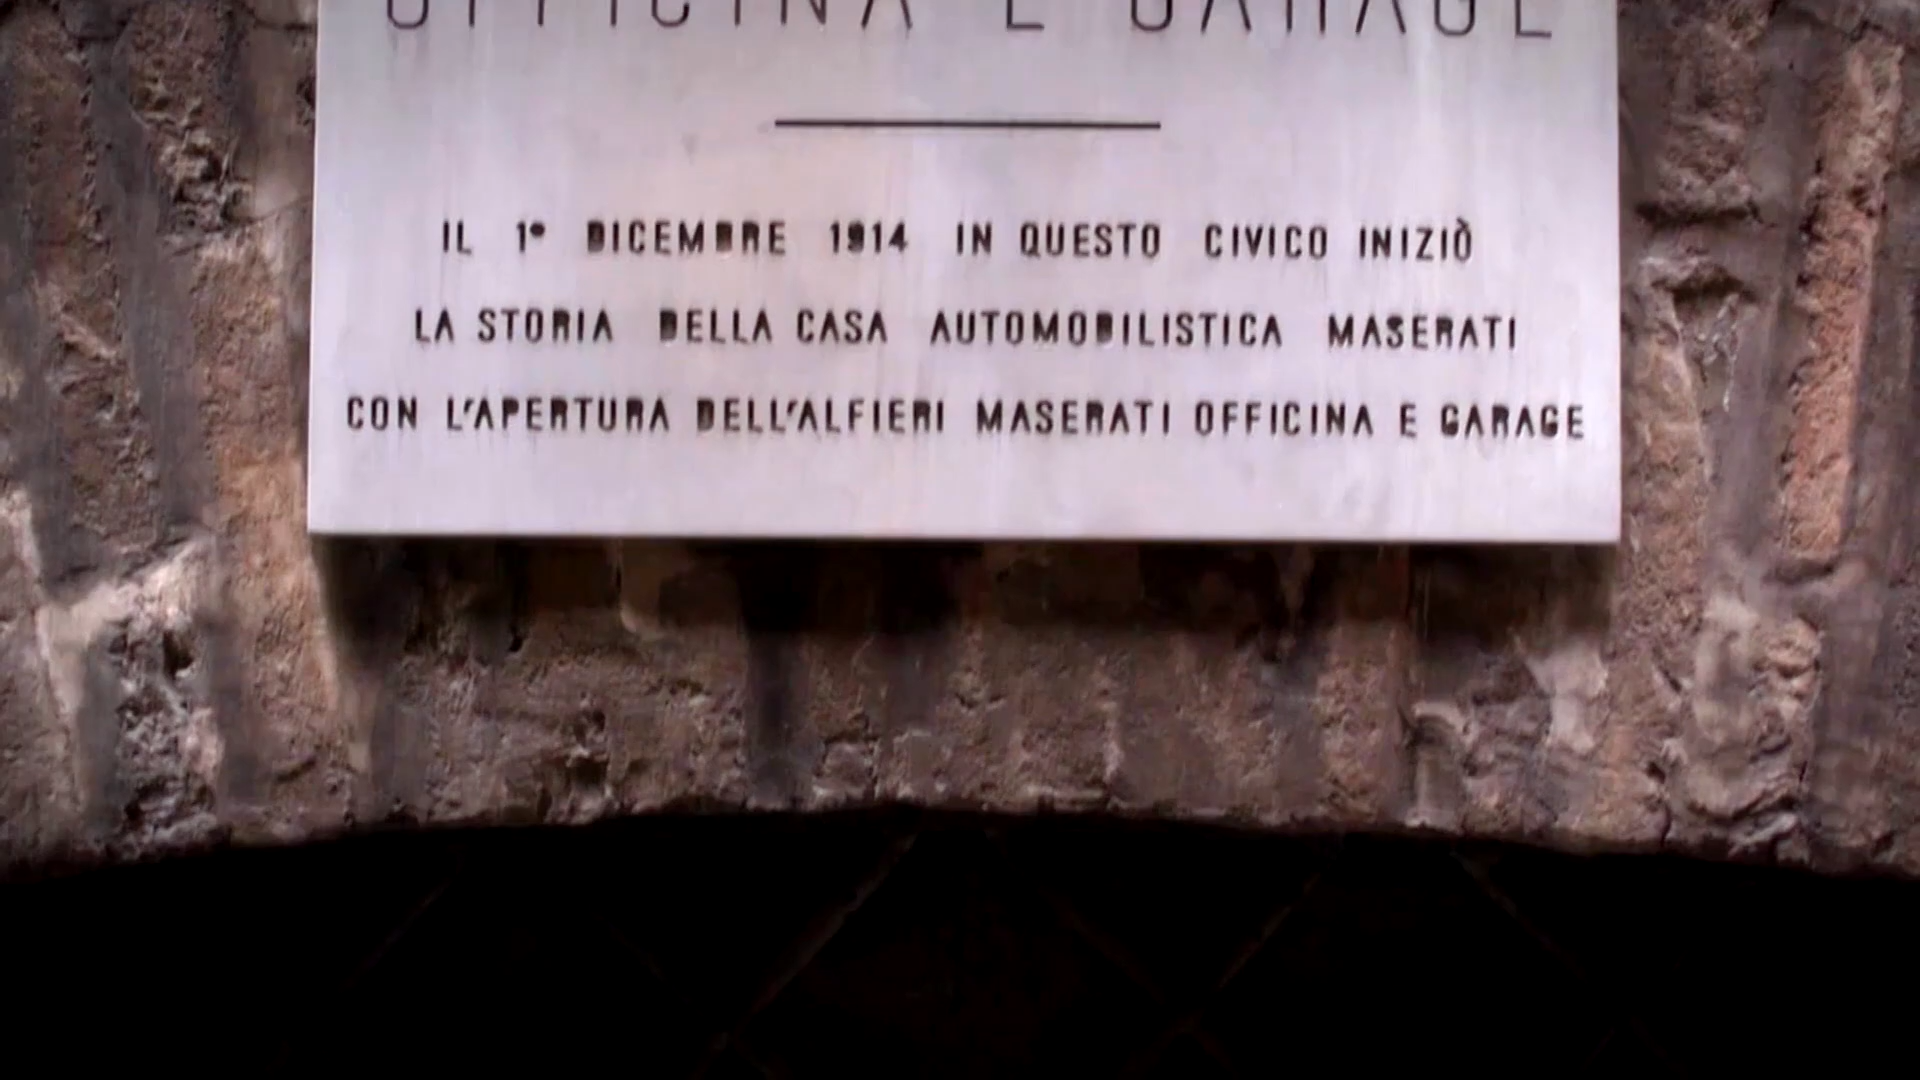 OFFICINA E GARAGE
IL 1° DICEMBRE 1914 IN QUESTO CIVICO INIZIÒ
LA STORIA DELLA CASA AUTOMOBILISTICA MASERATI
CON L'APERTURA DELL'ALFIERI MASERATI OFFICINA E GARAGE